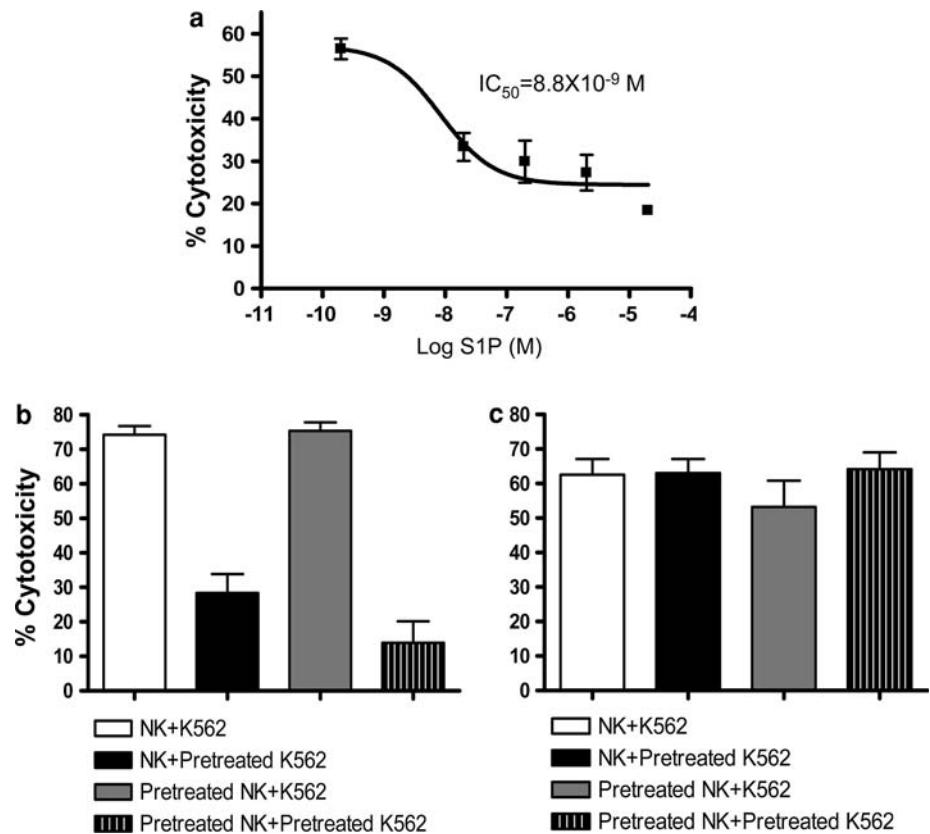 a
60
50
40
30
20
10
0
% Cytotoxicity
IC50=8.8X10-9 M
-11 -10 -9 -8 -7 -6 -5 -4
Log S1P (M)
b
80
70
60
50
40
30
20
10
0
% Cytotoxicity
NK+K562
NK+Pretreated K562
Pretreated NK+K562
Pretreated NK+Pretreated K562
c
80
70
60
50
40
30
20
10
0
NK+K562
NK+Pretreated K562
Pretreated NK+K562
Pretreated NK+Pretreated K562